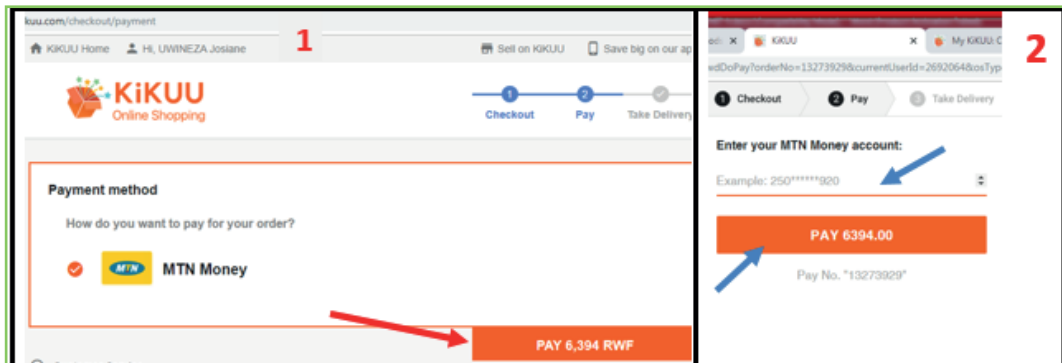 kuu.com/checkout/payment
KiKUU Home Hi, UWINEZA Josiane
1
Sell on KiKUU Save big on our ap
KiKUU
Online Shopping
1 2
Checkout Pay Take Delivery
Payment method
How do you want to pay for your order?
MTN MTN Money
PAY 6,394 RWF
KiKUU My KiKUU: C
2
wdDoPay?orderNo=13273929&currentUserId=2692064&osTyp
1 Checkout 2 Pay 3 Take Delivery
Enter your MTN Money account:
Example: 250******920
PAY 6394.00
Pay No. "13273929"